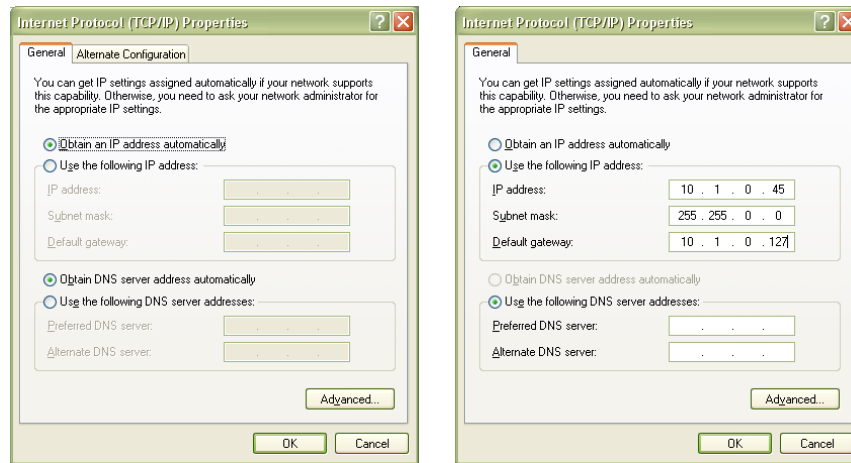 Internet Protocol (TCP/IP) Properties
General
Alternate Configuration
You can get IP settings assigned automatically if your network supports
this capability. Otherwise, you need to ask your network administrator for
the appropriate IP settings.
Obtain an IP address automatically
Use the following IP address:
IP address:
Subnet mask:
Default gateway:
Obtain DNS server address automatically
Use the following DNS server addresses:
Preferred DNS server:
Alternate DNS server:
Advanced...
OK
Cancel
Internet Protocol (TCP/IP) Properties
General
You can get IP settings assigned automatically if your network supports
this capability. Otherwise, you need to ask your network administrator for
the appropriate IP settings.
Obtain an IP address automatically
Use the following IP address:
IP address: 10 . 1 . 0 . 45
Subnet mask: 255 . 255 . 0 . 0
Default gateway: 10 . 1 . 0 . 127
Obtain DNS server address automatically
Use the following DNS server addresses:
Preferred DNS server:
Alternate DNS server:
Advanced...
OK
Cancel